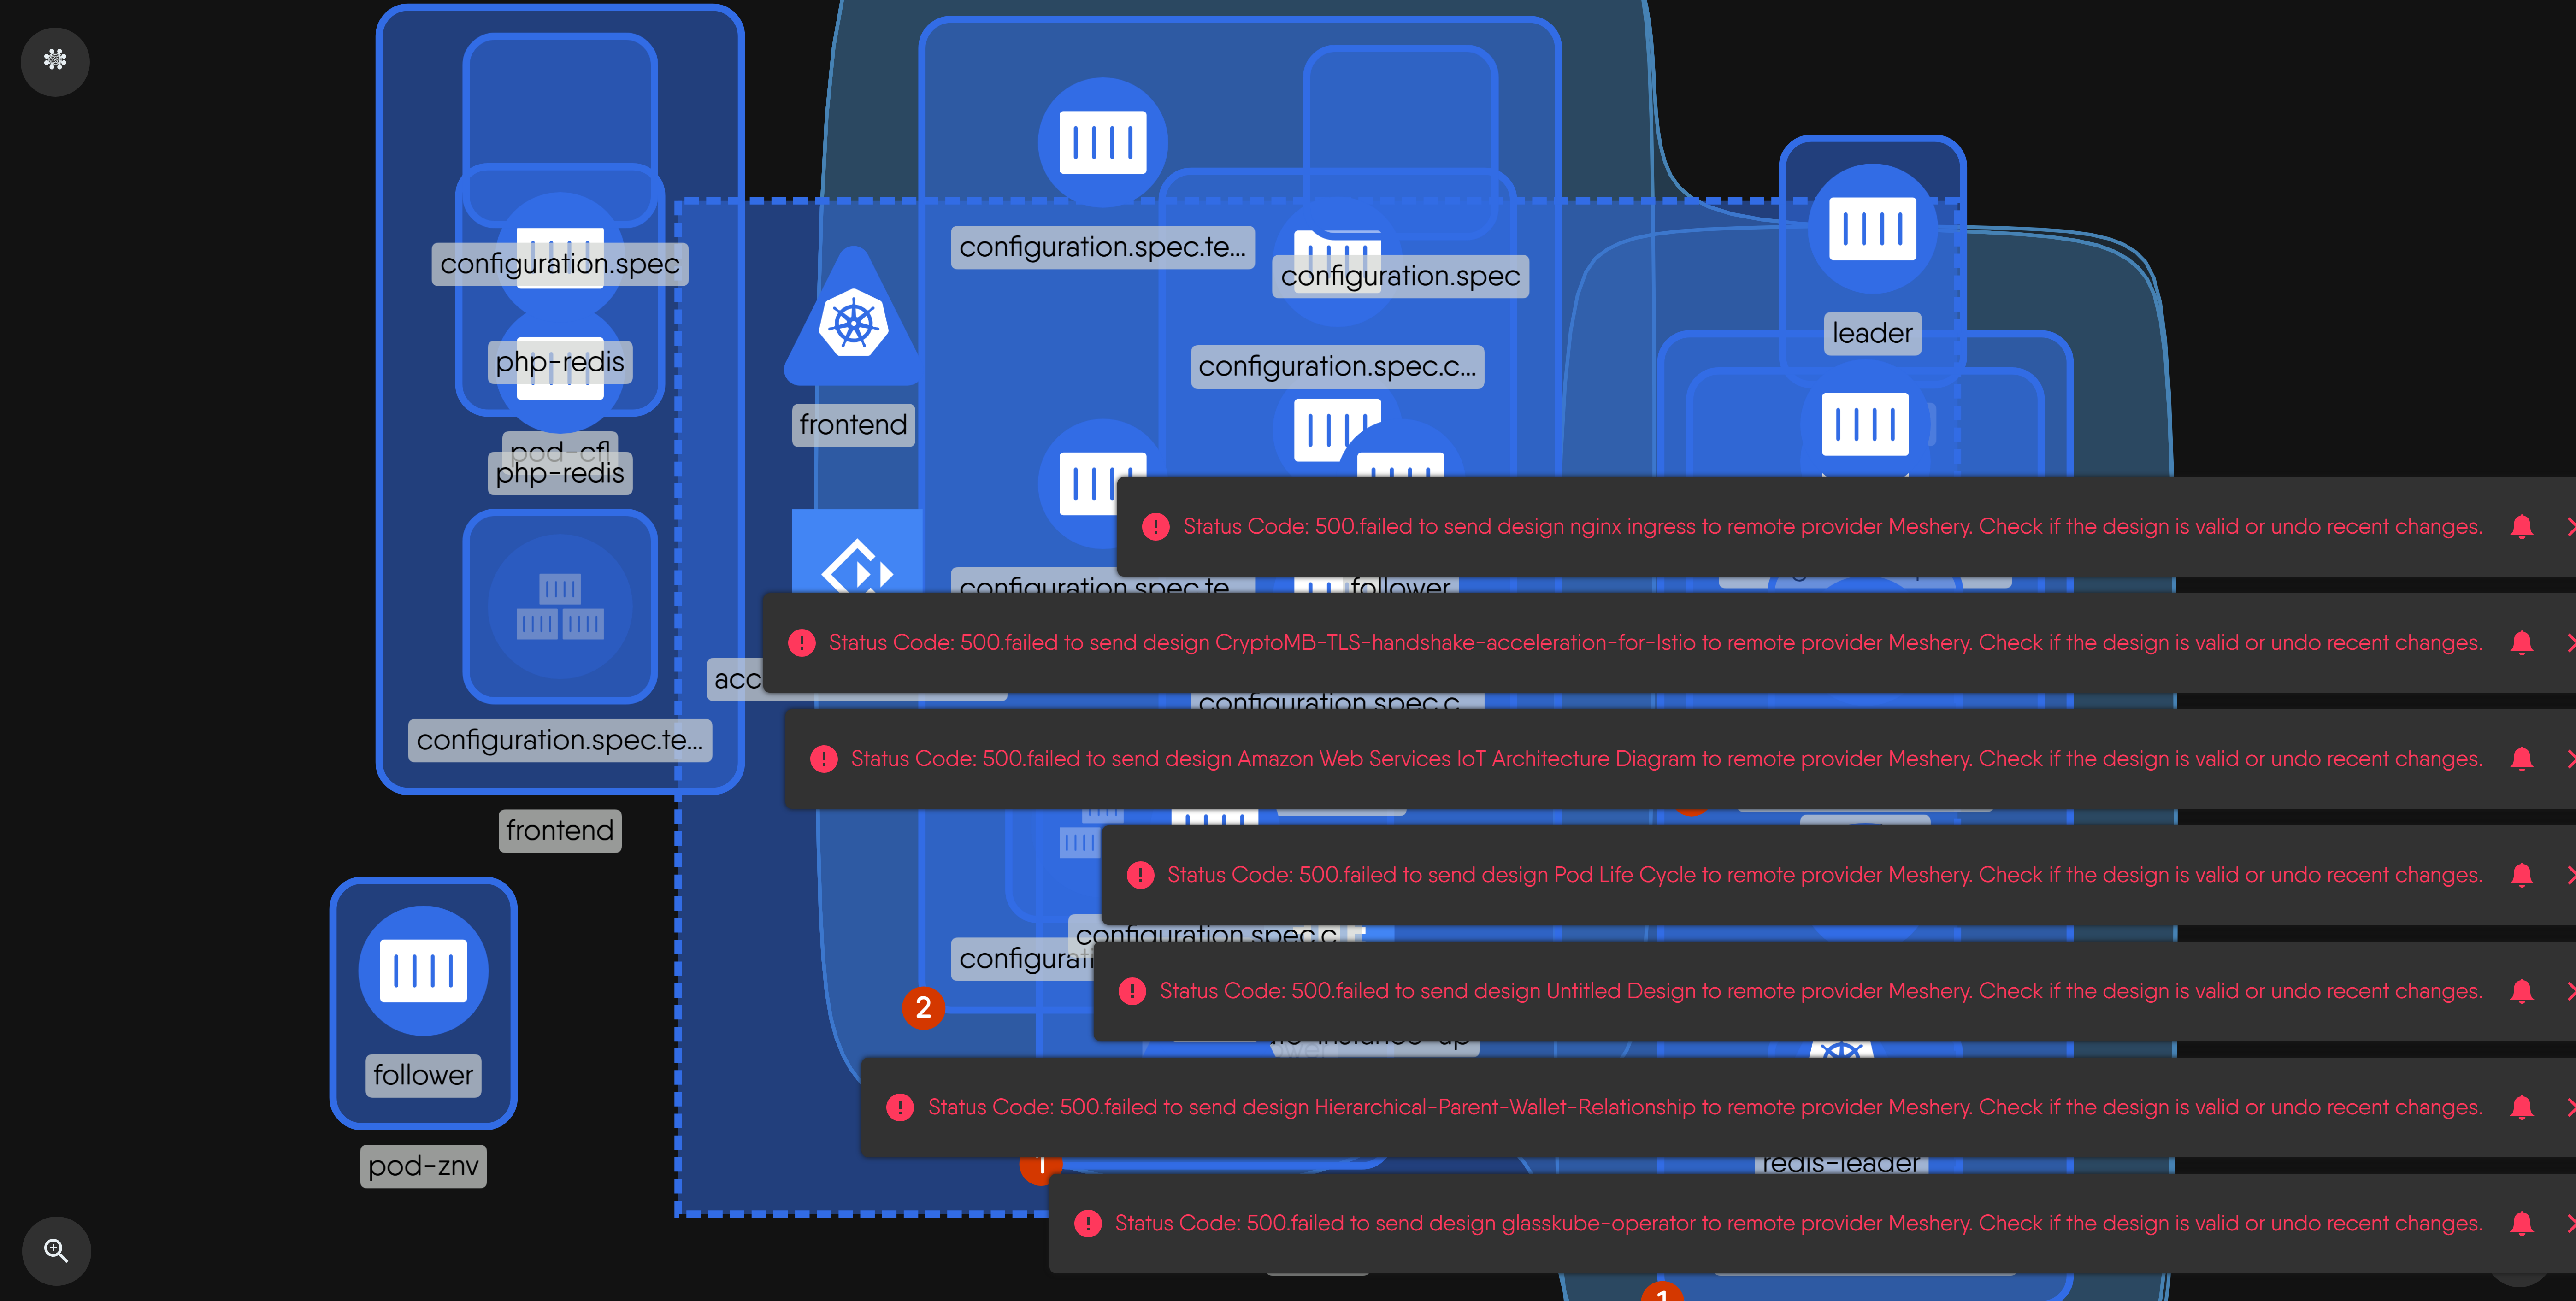 configuration.spec.te...
configuration.spec
configuration.spec
leader
php-redis
configuration.spec.c...
frontend
pod-cfl
php-redis
Status Code: 500.failed to send design nginx ingress to remote provider Meshery. Check if the design is valid or undo recent changes.
configuration.spec.te
follower
Status Code: 500.failed to send design CryptoMB-TLS-handshake-acceleration-for-Istio to remote provider Meshery. Check if the design is valid or undo recent changes.
acc
configuration.spec.c
configuration.spec.te...
Status Code: 500.failed to send design Amazon Web Services IoT Architecture Diagram to remote provider Meshery. Check if the design is valid or undo recent changes.
frontend
Status Code: 500.failed to send design Pod Life Cycle to remote provider Meshery. Check if the design is valid or undo recent changes.
configuration.spec.c
configurati
Status Code: 500.failed to send design Untitled Design to remote provider Meshery. Check if the design is valid or undo recent changes.
2
follower
Status Code: 500.failed to send design Hierarchical-Parent-Wallet-Relationship to remote provider Meshery. Check if the design is valid or undo recent changes.
pod-znv
1
redis-leader
Status Code: 500.failed to send design glasskube-operator to remote provider Meshery. Check if the design is valid or undo recent changes.
1